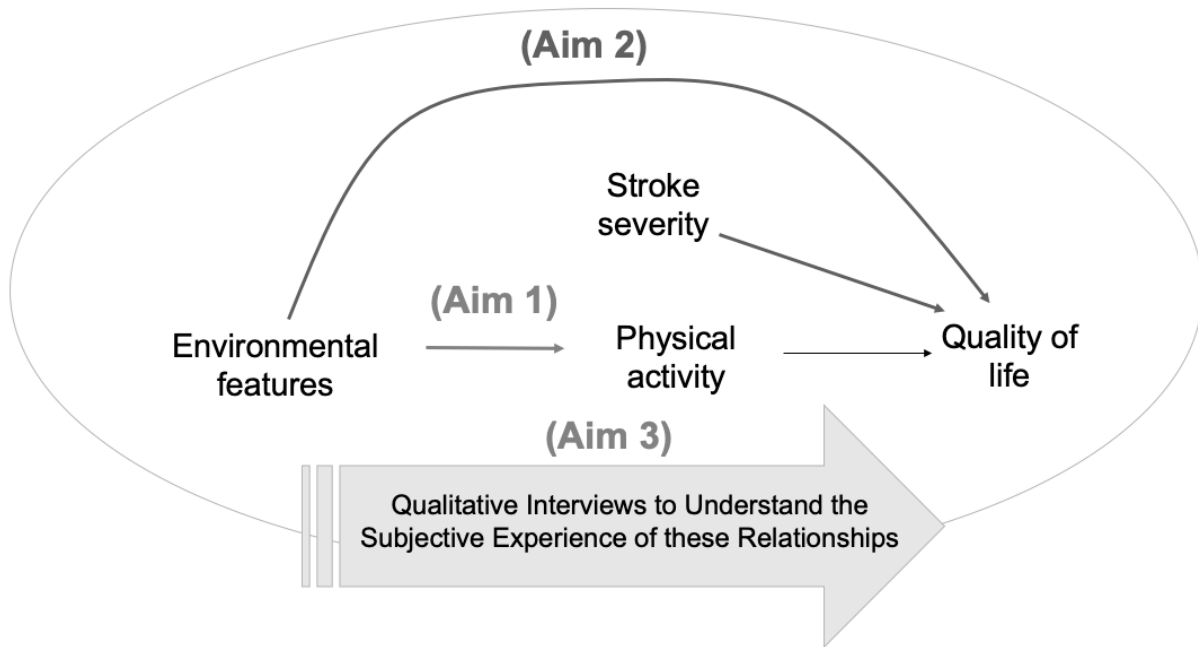 (Aim 2)
Stroke
severity
(Aim 1)
Environmental
features
Physical
activity
Quality of
life
(Aim 3)
Qualitative Interviews to Understand the
Subjective Experience of these Relationships